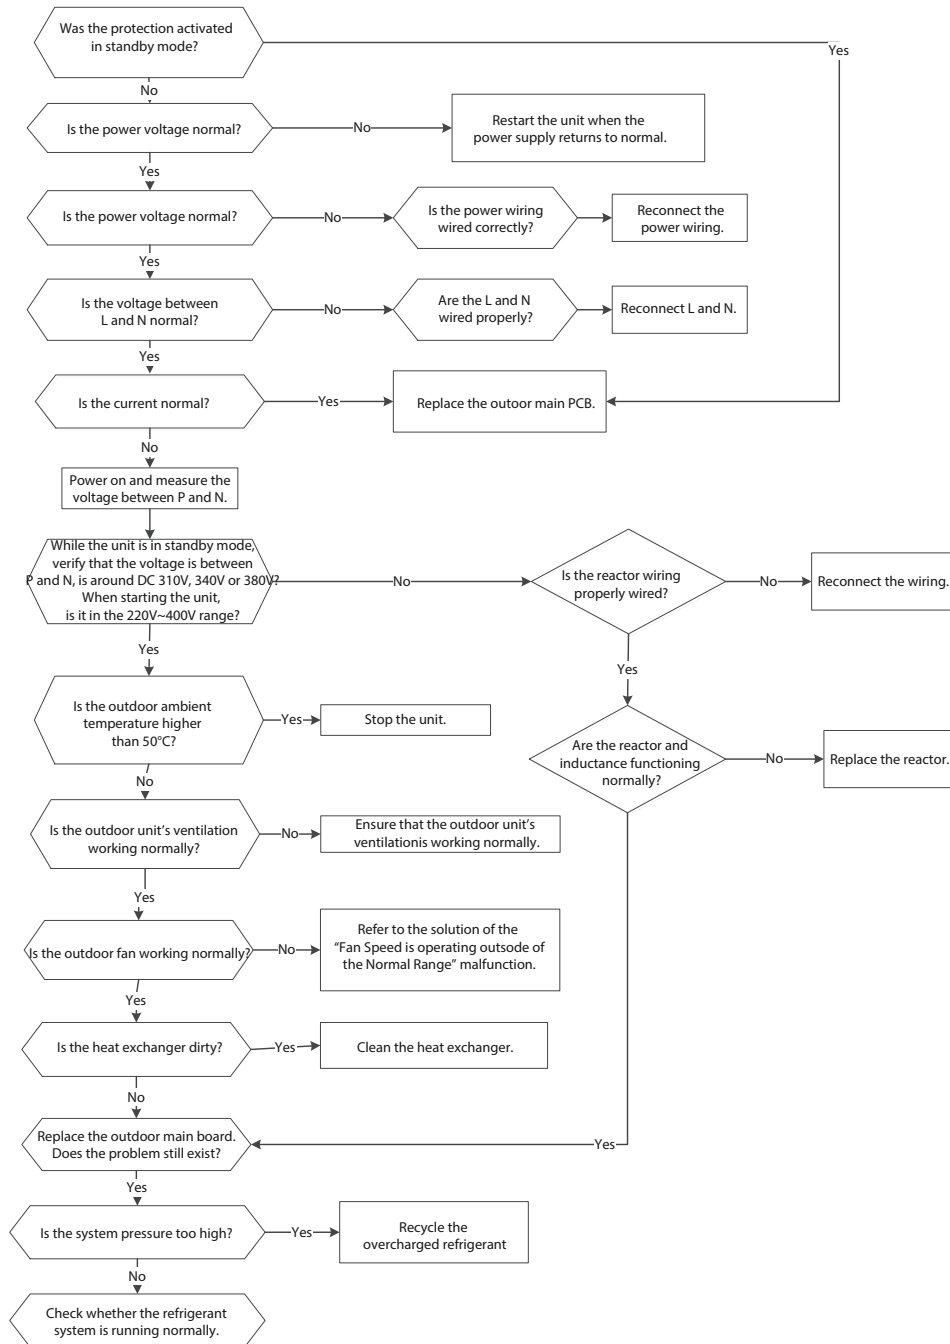 Was the protection activated
in standby mode?
Yes
No
Is the power voltage normal?
No
Restart the unit when the
power supply returns to normal.
Yes
Is the power voltage normal?
No
Is the power wiring
wired correctly?
Reconnect the
power wiring.
Yes
Is the voltage between
L and N normal?
No
Are the L and N
wired properly?
Reconnect L and N.
Yes
Is the current normal?
Yes
Replace the outoor main PCB.
No
Power on and measure the
voltage between P and N.
While the unit is in standby mode,
verify that the voltage is between
P and N, is around DC 310V, 340V or 380V?
When starting the unit,
is it in the 220V~400V range?
No
Is the reactor wiring
properly wired?
No
Reconnect the wiring.
Yes
Yes
Is the outdoor ambient
temperature higher
than 50°C?
Yes
Stop the unit.
Are the reactor and
inductance functioning
normally?
No
Replace the reactor.
No
Is the outdoor unit's ventilation
working normally?
No
Ensure that the outdoor unit's
ventilationis working normally.
Yes
Is the outdoor fan working normally?
No
Refer to the solution of the
"Fan Speed is operating outsode of
the Normal Range" malfunction.
Yes
Is the heat exchanger dirty?
Yes
Clean the heat exchanger.
No
Replace the outdoor main board.
Does the problem still exist?
Yes
Yes
Is the system pressure too high?
Yes
Recycle the
overcharged refrigerant
No
Check whether the refrigerant
system is running normally.